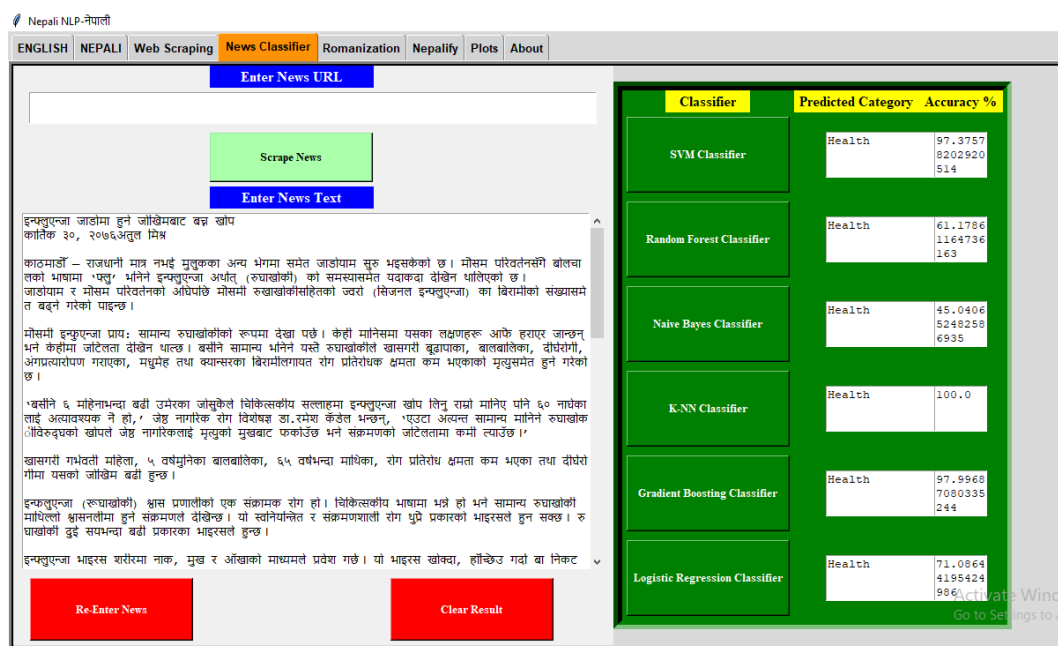 Nepali NLP-नेपाली
ENGLISH NEPALI Web Scraping News Classifier Romanization Nepalify Plots About
Enter News URL
Scrape News
Enter News Text
इन्फ्लुएन्जा जाडोमा हुने जोखिमबाट बच्न खोप
कार्तिक ३०, २०७६अतुल मिश्र
काठमाडौँ – राजधानी मात्र नभई मुलुकका अन्य भेगमा समेत जाडोयाम सुरु भइसकेको छ । मौसम परिवर्तनसँगै बोलचा
लको भाषामा 'फ्लु' भनिने इन्फ्लुएन्जा अर्थात् (रुघाखोकी) को समस्यासमेत यदाकदा देखिन थालिएको छ ।
जाडोयाम र मौसम परिवर्तनको अघिपछि मौसमी रुखाखोकीसहितको ज्वरो (सिजनल इन्फ्लुएन्जा) का बिरामीको संख्यासमे
त बढ्ने गरेको पाइन्छ ।
मौसमी इन्फुएन्जा प्राय: सामान्य रुघाखोकीको रूपमा देखा पर्छ । केही मानिसमा यसका लक्षणहरू आफै हराएर जान्छन्
भने केहीमा जटिलता देखिन थाल्छ । बर्सेनि सामान्य भनिने यस्तै रुघाखोकीले खासगरी बूढापाका, बालबालिका, दीर्घरोगी,
अंगप्रत्यारोपण गराएका, मधुमेह तथा क्यान्सरका बिरामीलगायत रोग प्रतिरोधक क्षमता कम भएकाको मृत्युसमेत हुने गरेको
छ ।
'बर्सेनि ६ महिनाभन्दा बढी उमेरका जोसुकैले चिकित्सकीय सल्लाहमा इन्फ्लुएन्जा खोप लिनु राम्रो मानिए पनि ६० नाघेका
लाई अत्यावश्यक नै हो,' जेष्ठ नागरिक रोग विशेषज्ञ डा.रमेश कँडेल भन्छन्, 'एउटा अत्यन्त सामान्य मानिने रुघाखोक
ीविरुद्घको खोपले जेष्ठ नागरिकलाई मृत्युको मुखबाट फर्काउँछ भने संक्रमणको जटिलतामा कमी ल्याउँछ ।'
खासगरी गर्भवती महिला, ५ वर्षमुनिका बालबालिका, ६५ वर्षभन्दा माथिका, रोग प्रतिरोध क्षमता कम भएका तथा दीर्घरो
गीमा यसको जोखिम बढी हुन्छ ।
इन्फलुएन्जा (रूघाखोकी) श्वास प्रणालीको एक संक्रामक रोग हो । चिकित्सकीय भाषामा भन्ने हो भने सामान्य रुघाखोकी
माथिल्लो श्वासनलीमा हुने संक्रमणले देखिन्छ । यो स्वनियन्त्रित र संक्रमणशाली रोग थुप्रै प्रकारको भाइरसले हुन सक्छ । रु
घाखोकी दुई सयभन्दा बढी प्रकारका भाइरसले हुन्छ ।
इन्फ्लुएन्जा भाइरस शरीरमा नाक, मुख र आँखाको माध्यमले प्रवेश गर्छ । यो भाइरस खोक्दा, हाँच्छिउ गर्दा बा निकट
Re-Enter News Clear Result
Classifier Predicted Category Accuracy %
SVM Classifier Health 97.3757
8202920
514
Random Forest Classifier Health 61.1786
1164736
163
Naive Bayes Classifier Health 45.0406
5248258
6935
K-NN Classifier Health 100.0
Gradient Boosting Classifier Health 97.9968
7080335
244
Logistic Regression Classifier Health 71.0864
4195424
986
Activate Wind
Go to Settings to a